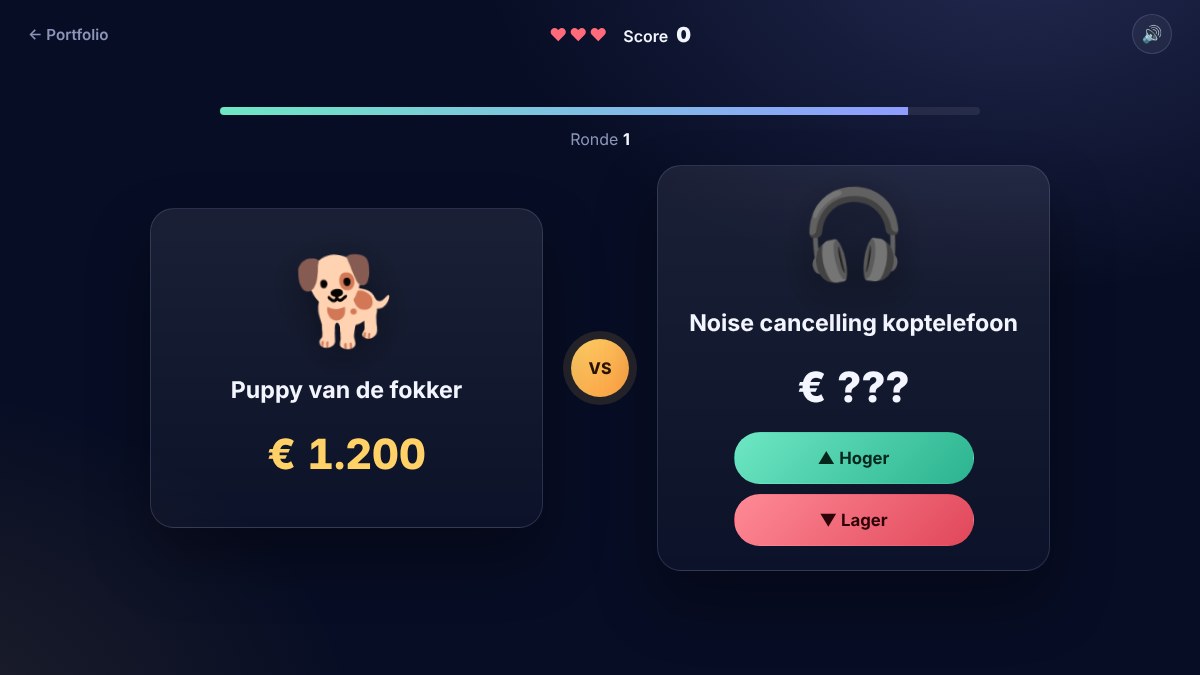 ← Portfolio
Score 0
Ronde 1
Puppy van de fokker
€ 1.200
VS
Noise cancelling koptelefoon
€ ???
▲ Hoger
▼ Lager